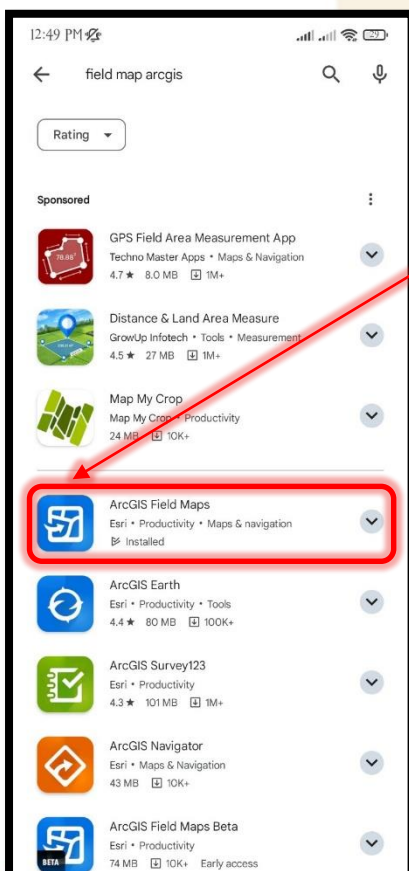 12:49 PM
29
field map arcgis
Rating
Sponsored
76.88"
GPS Field Area Measurement App
Techno Master Apps • Maps & Navigation
4.7 ★ 8.0 MB 1M+
Distance & Land Area Measure
GrowUp Infotech • Tools • Measurement
4.5 ★ 27 MB 1M+
Map My Crop
Map My Crop • Productivity
24 MB 10K+
ArcGIS Field Maps
Esri • Productivity • Maps & navigation
Installed
ArcGIS Earth
Esri • Productivity • Tools
4.4 ★ 80 MB 100K+
ArcGIS Survey123
Esri • Productivity
4.3 ★ 101 MB 1M+
ArcGIS Navigator
Esri • Maps & Navigation
43 MB 10K+
ArcGIS Field Maps Beta
Esri • Productivity
BETA
74 MB 10K+ Early access